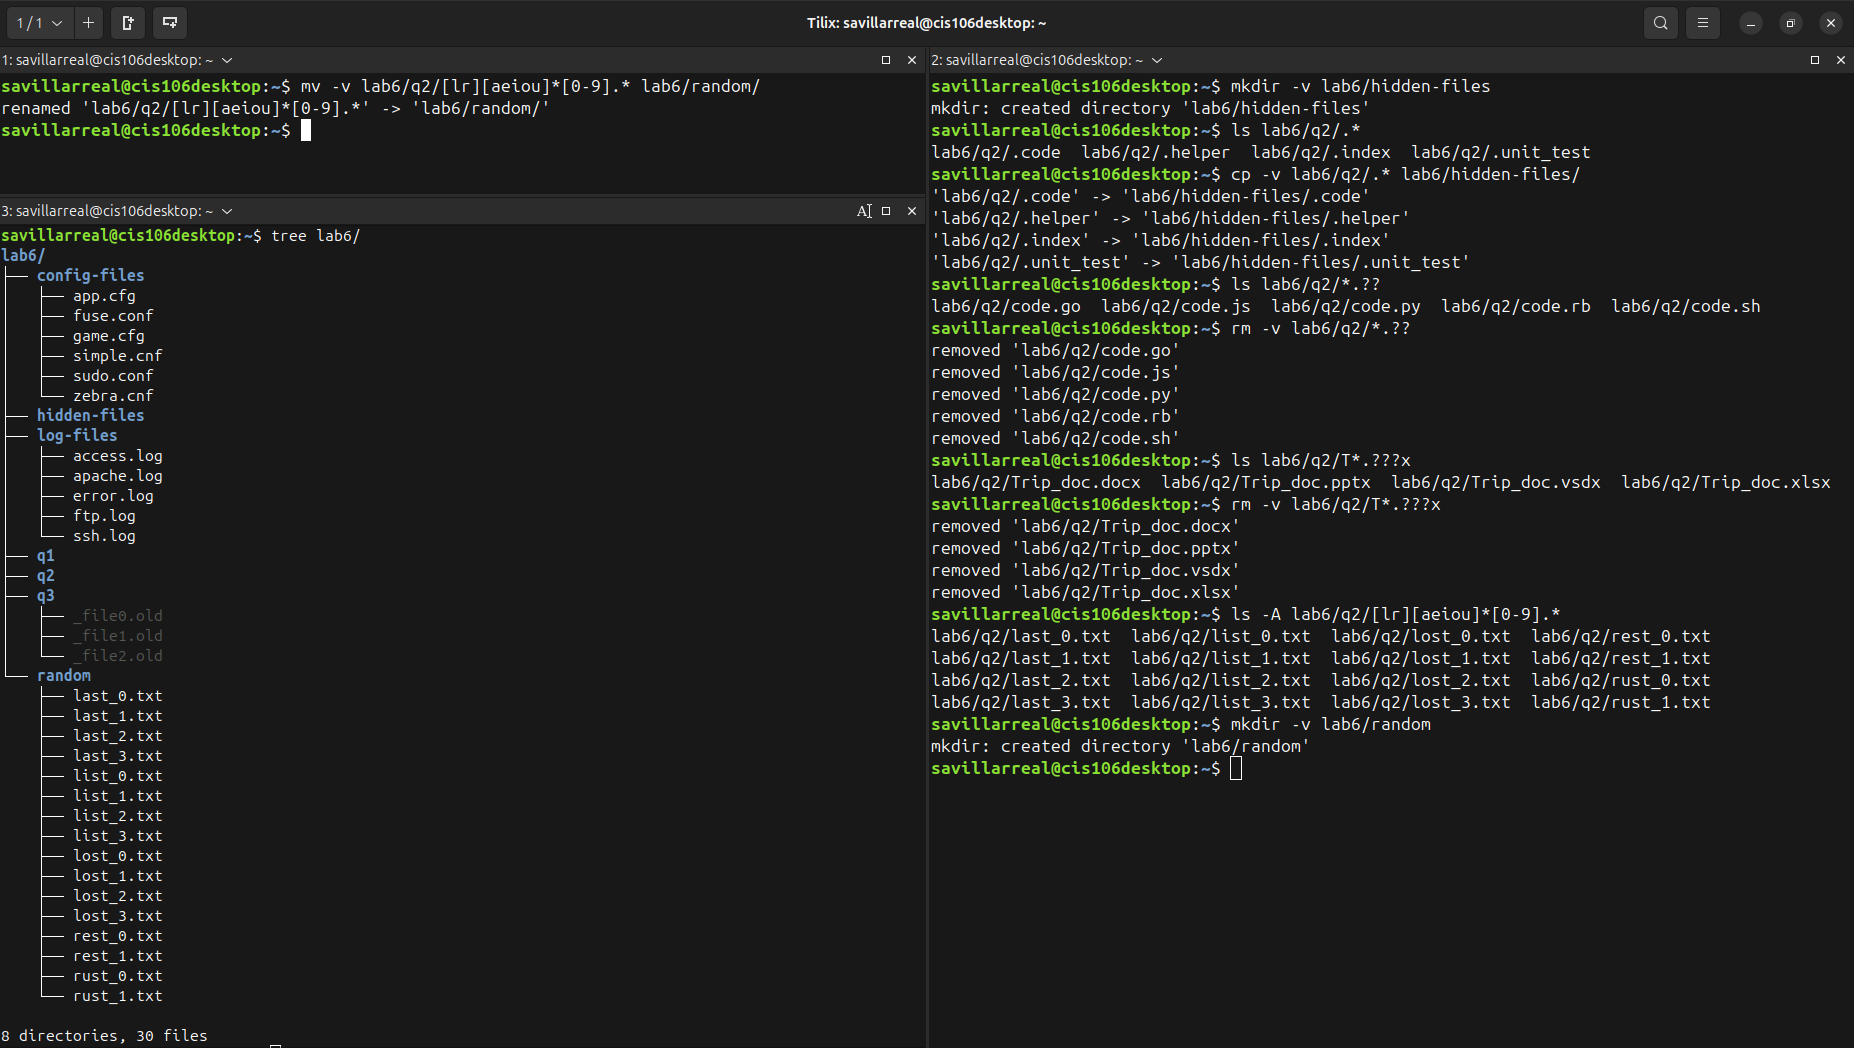 1 / 1
Tilix: savillarreal@cis106desktop: ~
1: savillarreal@cis106desktop: ~
savillarreal@cis106desktop:~$ mv -v lab6/q2/[lr][aeiou]*[0-9].* lab6/random/
renamed 'lab6/q2/[lr][aeiou]*[0-9].*' -> 'lab6/random/'
savillarreal@cis106desktop:~$
3: savillarreal@cis106desktop: ~
savillarreal@cis106desktop:~$ tree lab6/
lab6/
├── config-files
│   ├── app.cfg
│   ├── fuse.conf
│   ├── game.cfg
│   ├── simple.cnf
│   ├── sudo.conf
│   └── zebra.cnf
├── hidden-files
├── log-files
│   ├── access.log
│   ├── apache.log
│   ├── error.log
│   ├── ftp.log
│   └── ssh.log
├── q1
├── q2
├── q3
│   ├── _file0.old
│   ├── _file1.old
│   └── _file2.old
└── random
    ├── last_0.txt
    ├── last_1.txt
    ├── last_2.txt
    ├── last_3.txt
    ├── list_0.txt
    ├── list_1.txt
    ├── list_2.txt
    ├── list_3.txt
    ├── lost_0.txt
    ├── lost_1.txt
    ├── lost_2.txt
    ├── lost_3.txt
    ├── rest_0.txt
    ├── rest_1.txt
    ├── rust_0.txt
    └── rust_1.txt
8 directories, 30 files
2: savillarreal@cis106desktop: ~
savillarreal@cis106desktop:~$ mkdir -v lab6/hidden-files
mkdir: created directory 'lab6/hidden-files'
savillarreal@cis106desktop:~$ ls lab6/q2/.*
lab6/q2/.code  lab6/q2/.helper  lab6/q2/.index  lab6/q2/.unit_test
savillarreal@cis106desktop:~$ cp -v lab6/q2/.* lab6/hidden-files/
'lab6/q2/.code' -> 'lab6/hidden-files/.code'
'lab6/q2/.helper' -> 'lab6/hidden-files/.helper'
'lab6/q2/.index' -> 'lab6/hidden-files/.index'
'lab6/q2/.unit_test' -> 'lab6/hidden-files/.unit_test'
savillarreal@cis106desktop:~$ ls lab6/q2/*.??
lab6/q2/code.go  lab6/q2/code.js  lab6/q2/code.py  lab6/q2/code.rb  lab6/q2/code.sh
savillarreal@cis106desktop:~$ rm -v lab6/q2/*.??
removed 'lab6/q2/code.go'
removed 'lab6/q2/code.js'
removed 'lab6/q2/code.py'
removed 'lab6/q2/code.rb'
removed 'lab6/q2/code.sh'
savillarreal@cis106desktop:~$ ls lab6/q2/T*.???x
lab6/q2/Trip_doc.docx  lab6/q2/Trip_doc.pptx  lab6/q2/Trip_doc.vsdx  lab6/q2/Trip_doc.xlsx
savillarreal@cis106desktop:~$ rm -v lab6/q2/T*.???x
removed 'lab6/q2/Trip_doc.docx'
removed 'lab6/q2/Trip_doc.pptx'
removed 'lab6/q2/Trip_doc.vsdx'
removed 'lab6/q2/Trip_doc.xlsx'
savillarreal@cis106desktop:~$ ls -A lab6/q2/[lr][aeiou]*[0-9].*
lab6/q2/last_0.txt  lab6/q2/list_0.txt  lab6/q2/lost_0.txt  lab6/q2/rest_0.txt
lab6/q2/last_1.txt  lab6/q2/list_1.txt  lab6/q2/lost_1.txt  lab6/q2/rest_1.txt
lab6/q2/last_2.txt  lab6/q2/list_2.txt  lab6/q2/lost_2.txt  lab6/q2/rust_0.txt
lab6/q2/last_3.txt  lab6/q2/list_3.txt  lab6/q2/lost_3.txt  lab6/q2/rust_1.txt
savillarreal@cis106desktop:~$ mkdir -v lab6/random
mkdir: created directory 'lab6/random'
savillarreal@cis106desktop:~$